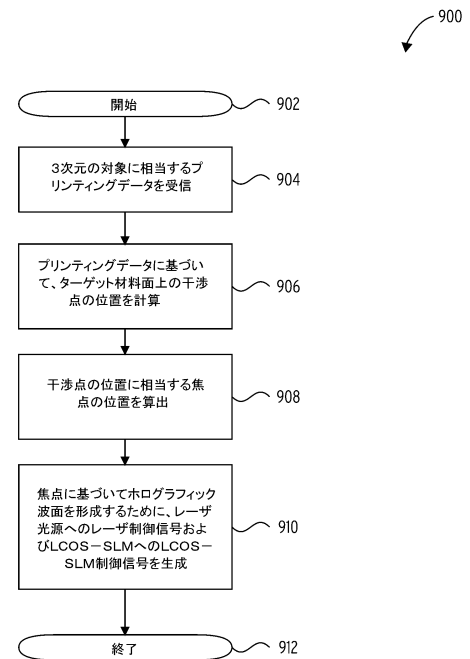 900
開始
902
3次元の対象に相当するプ
リンティングデータを受信
904
プリンティングデータに基づい
て、ターゲット材料面上の干渉
点の位置を計算
906
干渉点の位置に相当する焦
点の位置を算出
908
焦点に基づいてホログラフィック
波面を形成するために、レーザ
光源へのレーザ制御信号およ
びLCOS－SLMへのLCOS－
SLM制御信号を生成
910
終了
912